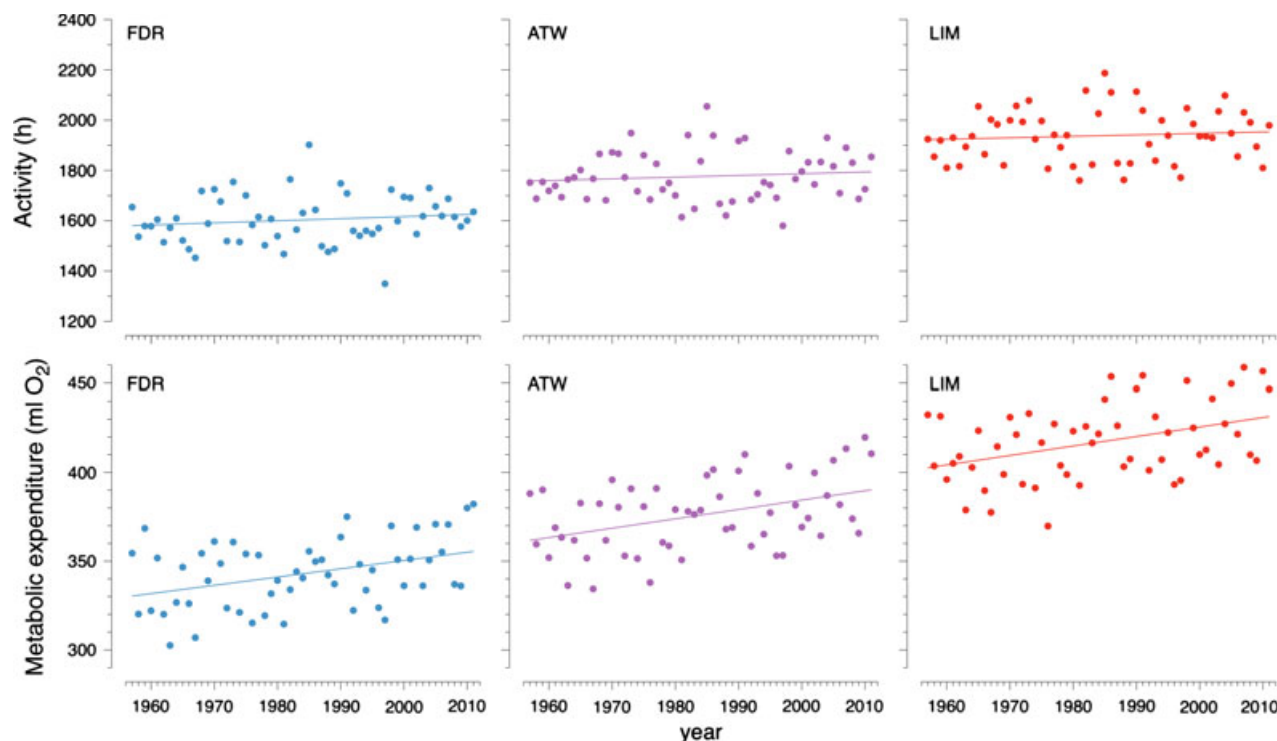 FDR
ATW
LIM
Activity (h)
2400
2200
2000
1800
1600
1400
1200
FDR
ATW
LIM
Metabolic expenditure (ml O₂)
450
400
350
300
1960 1970 1980 1990 2000 2010
1960 1970 1980 1990 2000 2010
1960 1970 1980 1990 2000 2010
year